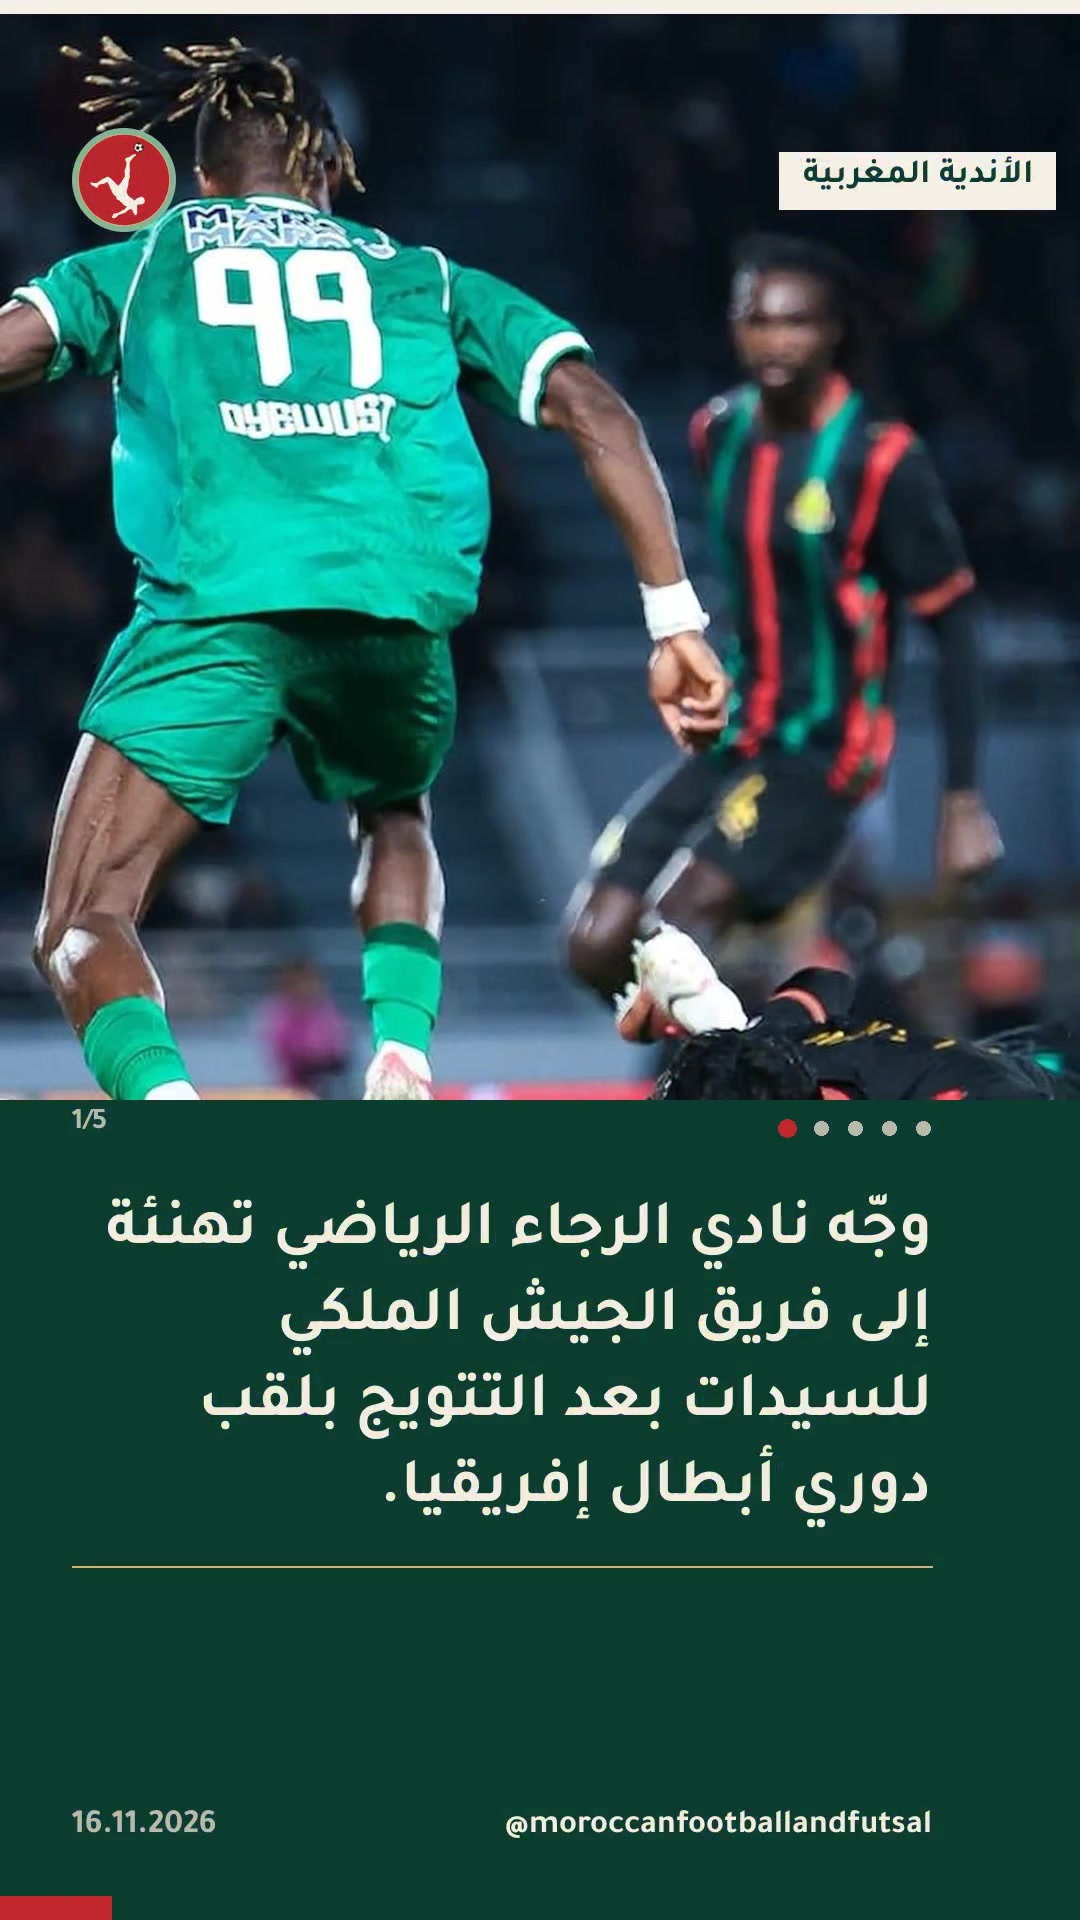 الأندية المغربية
99
OYEWUSI
1/5
وجّه نادي الرجاء الرياضي تهنئة
إلى فريق الجيش الملكي
للسيدات بعد التتويج بلقب
دوري أبطال إفريقيا.
16.11.2026
@moroccanfootballandfutsal